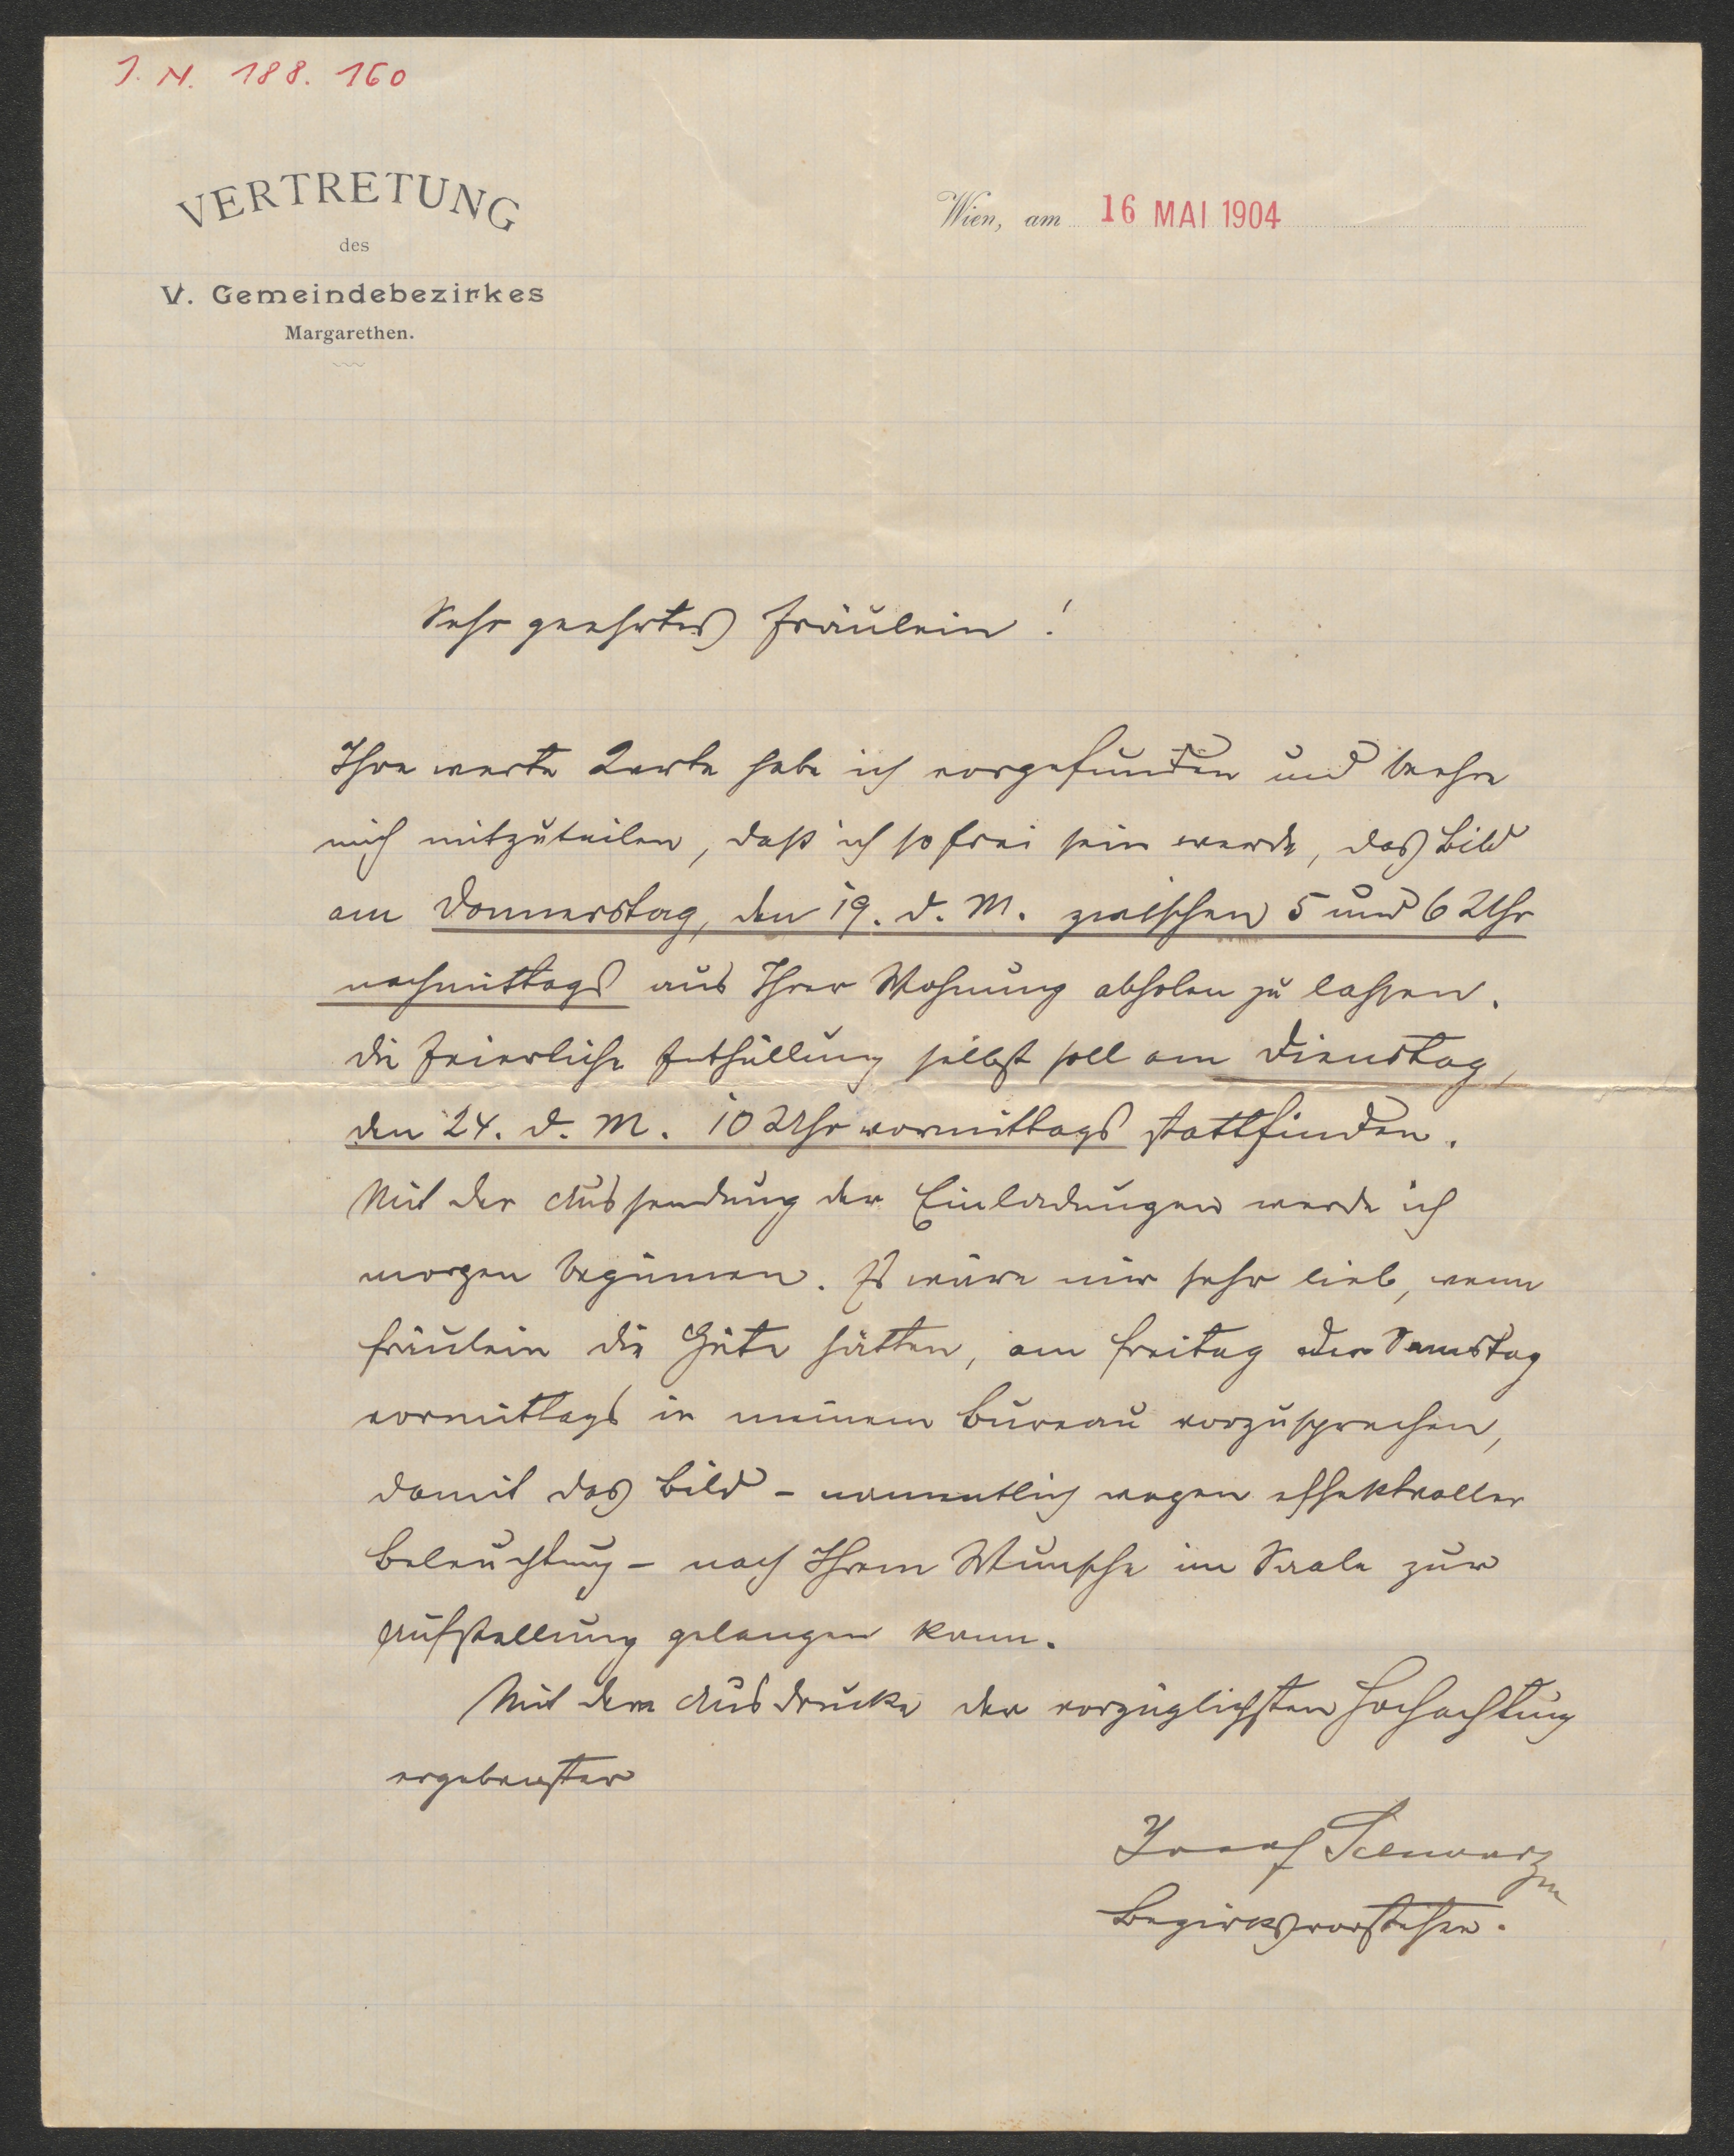 J. N. 188.160
VERTRETUNG
des
V. Gemeindebezirkes
Margarethen.
Wien, am 16 MAI 1904
Sehr geehrtes Fräulein!
Ihre werte Karte habe ich vorgefunden und beehre
mich mitzuteilen, daß ich so frei sein werde, das Bild
am Donnerstag, den 19. d. M. zwischen 5 und 6 Uhr
nachmittags aus Ihrer Wohnung abholen zu lassen.
Die feierliche Enthüllung selbst soll am Dienstag,
den 24. d. M. 10 Uhr vormittags stattfinden.
Mit der Aussendung der Einladungen werde ich
morgen beginnen. Es wäre mir sehr lieb, wenn
Fräulein die Güte hätten, am Freitag oder Samstag
vormittags in meinem Bureau vorzusprechen,
damit das Bild – namentlich wegen effektvoller
Beleuchtung – nach Ihrem Wunsche im Saale zur
Aufstellung gelangen kann.
Mit dem Ausdrucke der vorzüglichsten Hochachtung
ergebenster
Josef Schwarz
Bezirksvorsteher.